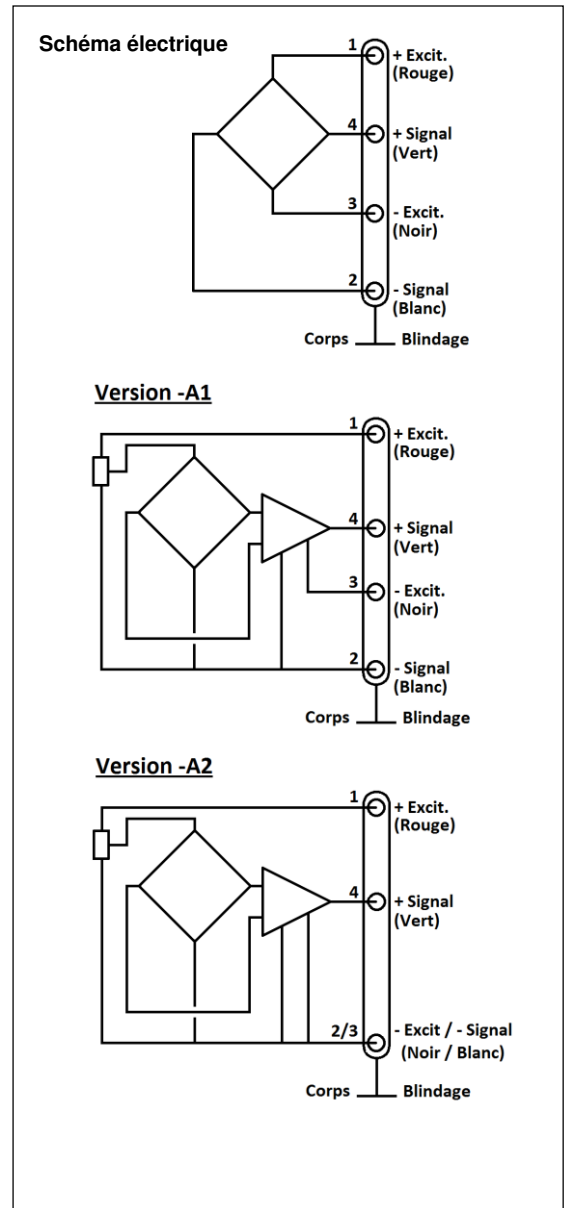 Schéma électrique
1
+ Excit.
(Rouge)
4
+ Signal
(Vert)
3
- Excit.
(Noir)
2
- Signal
(Blanc)
Corps
Blindage
Version -A1
1
+ Excit.
(Rouge)
4
+ Signal
(Vert)
3
- Excit.
(Noir)
2
- Signal
(Blanc)
Corps
Blindage
Version -A2
1
+ Excit.
(Rouge)
4
+ Signal
(Vert)
2/3
- Excit / - Signal
(Noir / Blanc)
Corps
Blindage